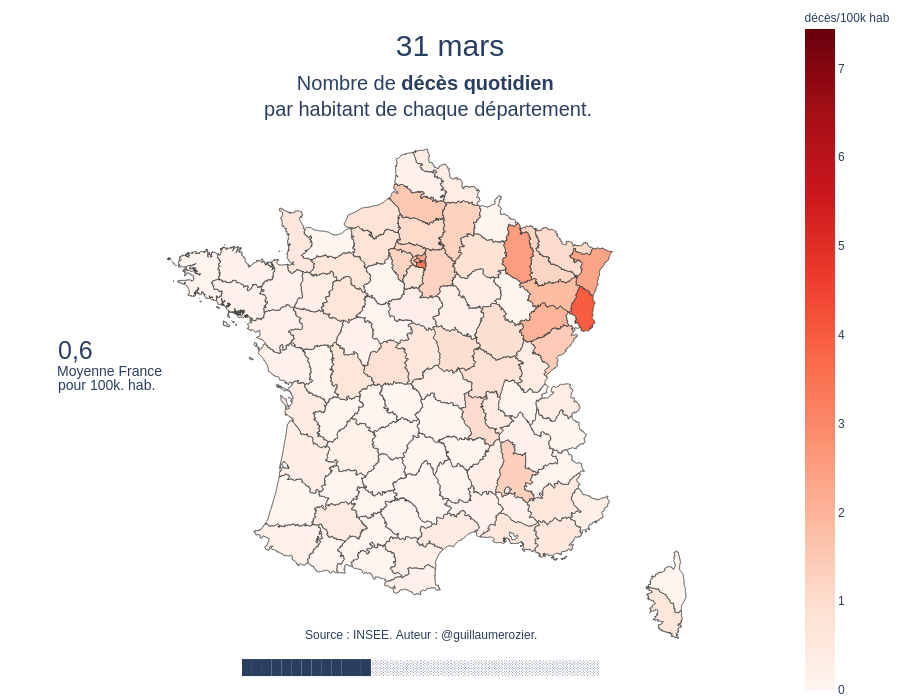 décès/100k hab
31 mars
Nombre de décès quotidien
par habitant de chaque département.
7
6
5
4
3
2
1
0
0,6
Moyenne France
pour 100k. hab.
Source : INSEE. Auteur : @guillaumerozier.